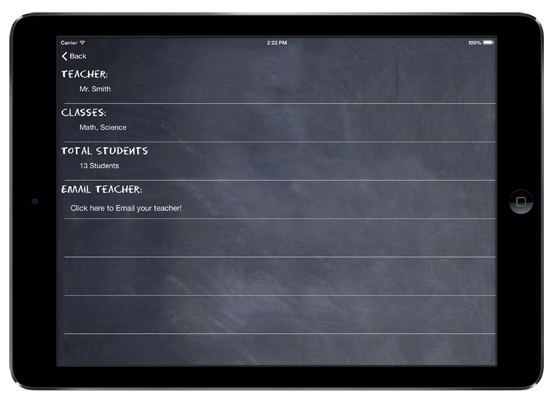 Carrier 2:22 PM 100%
Back
TEACHER:
Mr. Smith
CLASSES:
Math, Science
TOTAL STUDENTS
13 Students
EMAIL TEACHER:
Click here to Email your teacher!